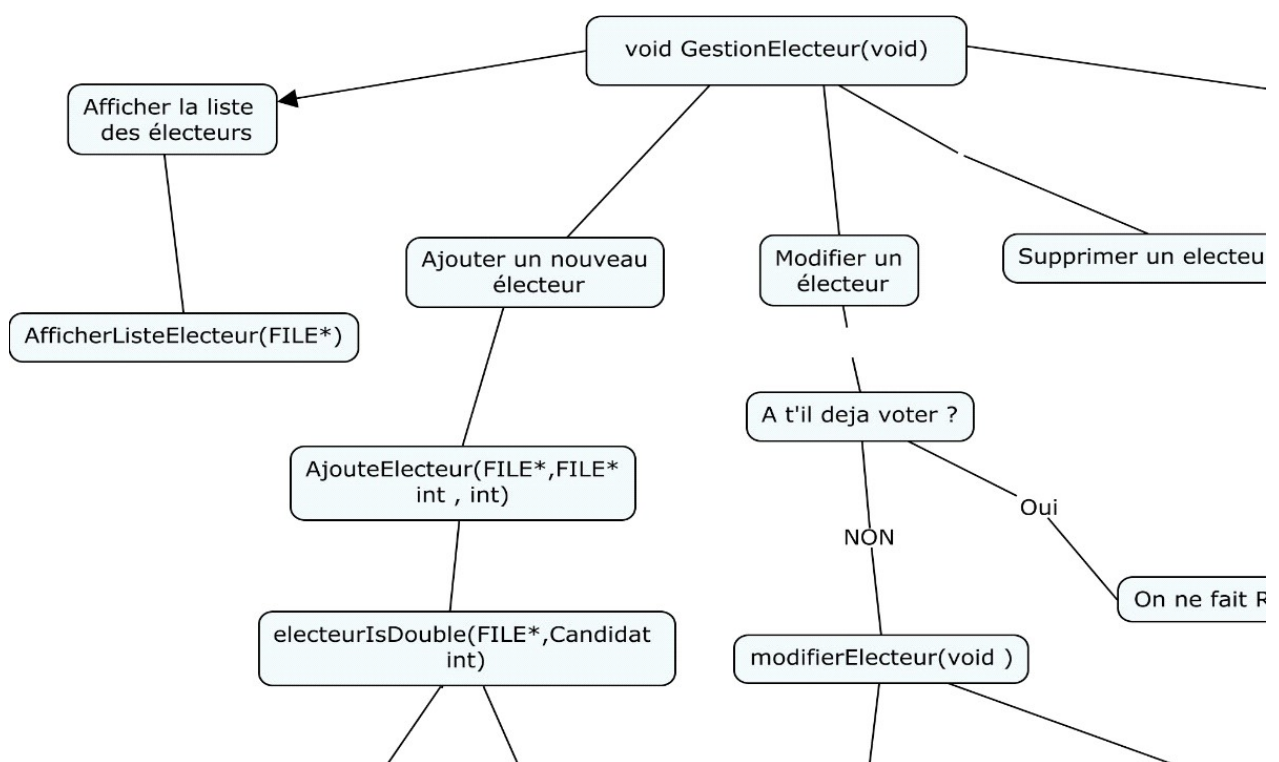 void GestionElecteur(void)
Afficher la liste
des électeurs
Ajouter un nouveau
électeur
Modifier un
électeur
Supprimer un electeu
AfficherListeElecteur(FILE*)
A t'il deja voter ?
AjouteElecteur(FILE*,FILE*
int , int)
Oui
NON
On ne fait R
electeurIsDouble(FILE*,Candidat
int)
modifierElecteur(void )